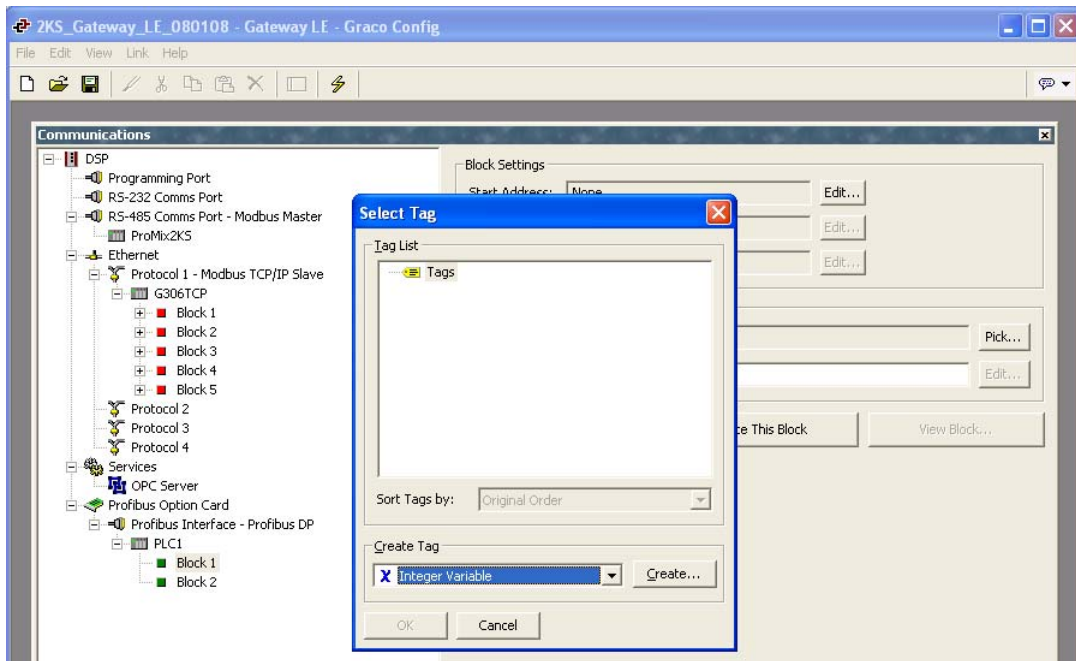 2KS_Gateway_LE_080108 - Gateway LE - Graco Config
File Edit View Link Help
Communications
DSP
Programming Port
RS-232 Comms Port
RS-485 Comms Port - Modbus Master
ProMix2KS
Ethernet
Protocol 1 - Modbus TCP/IP Slave
G306TCP
Block 1
Block 2
Block 3
Block 4
Block 5
Protocol 2
Protocol 3
Protocol 4
Services
OPC Server
Profibus Option Card
Profibus Interface - Profibus DP
PLC1
Block 1
Block 2
Block Settings
Start Address: None Edit...
Edit...
Edit...
Pick...
Edit...
This Block View Block...
Select Tag
Tag List
Tags
Sort Tags by: Original Order
Create Tag
Integer Variable Create...
OK Cancel